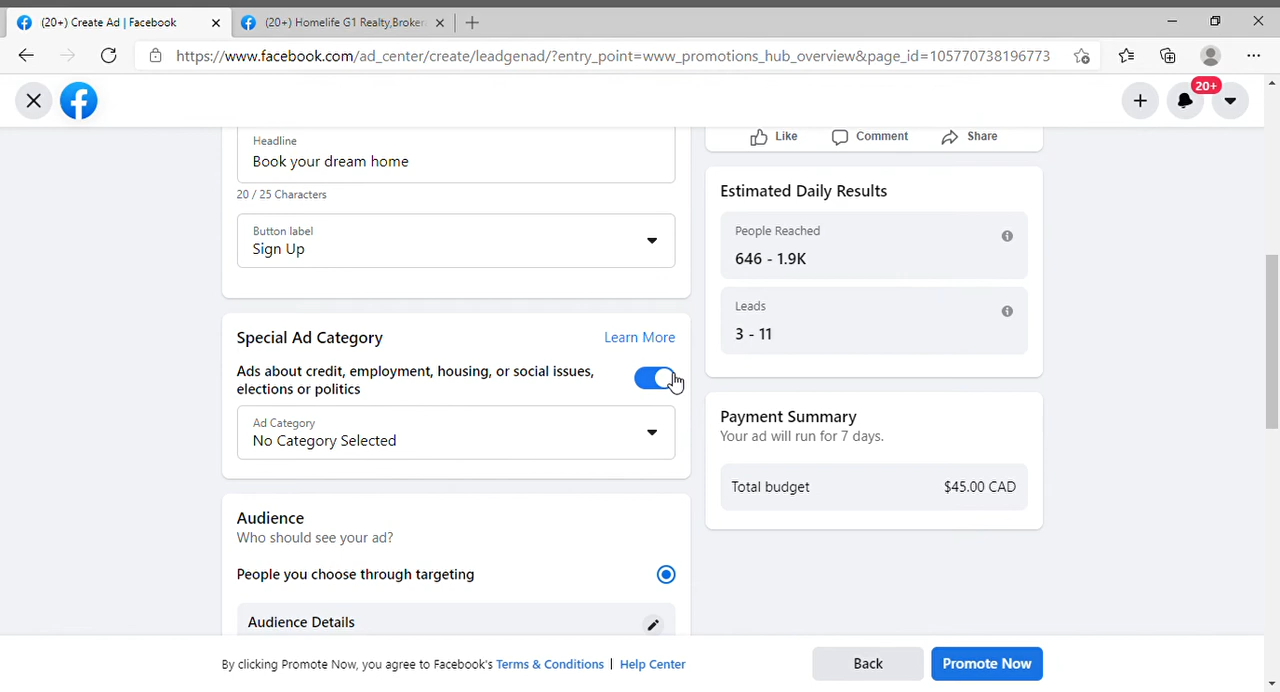 (20+) Create Ad | Facebook
(20+) Homelife G1 Realty,Broker
https://www.facebook.com/ad_center/create/leadgenad/?entry_point=www_promotions_hub_overview&page_id=105770738196773
20+
Headline
Book your dream home
20 / 25 Characters
Button label
Sign Up
Special Ad Category
Learn More
Ads about credit, employment, housing, or social issues,
elections or politics
Ad Category
No Category Selected
Audience
Who should see your ad?
People you choose through targeting
Audience Details
Like Comment Share
Estimated Daily Results
People Reached
646 - 1.9K
Leads
3 - 11
Payment Summary
Your ad will run for 7 days.
Total budget $45.00 CAD
By clicking Promote Now, you agree to Facebook's Terms & Conditions | Help Center
Back
Promote Now